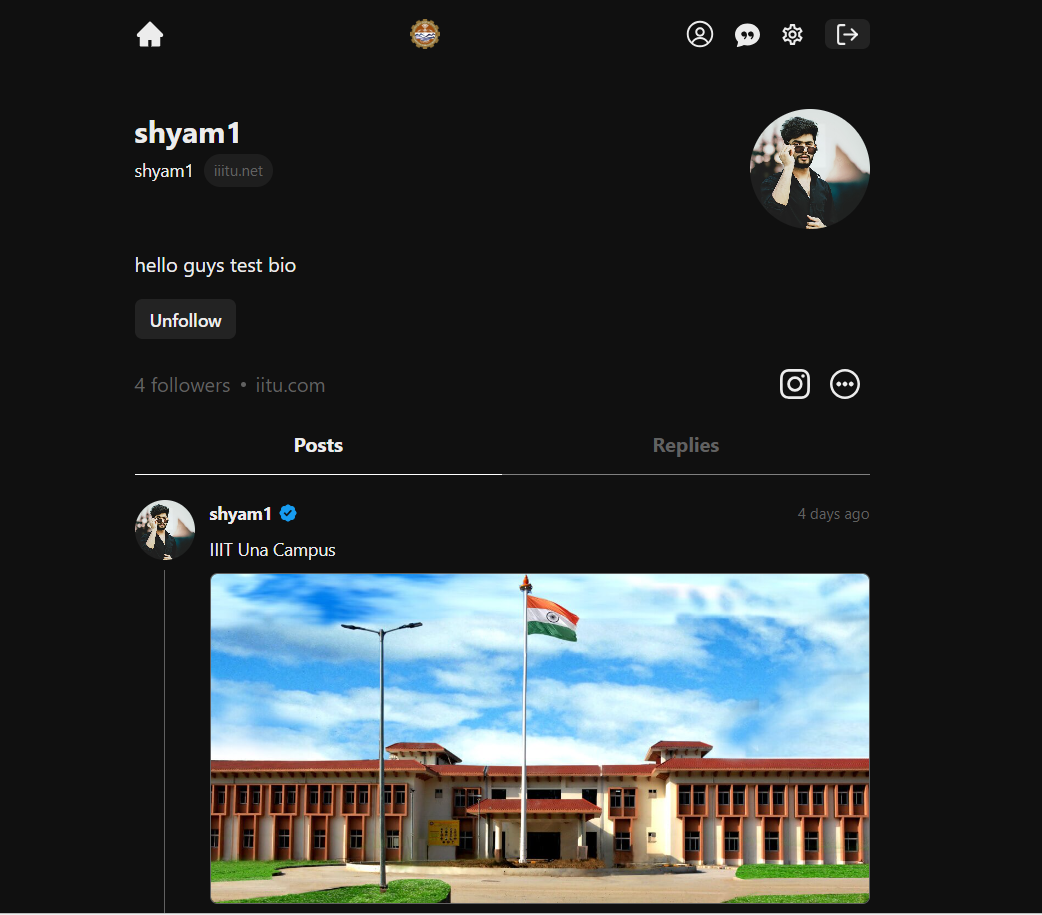 shyam1
shyam1 iiitu.net
hello guys test bio
Unfollow
4 followers • iitu.com
Posts Replies
shyam1 4 days ago
IIIT Una Campus